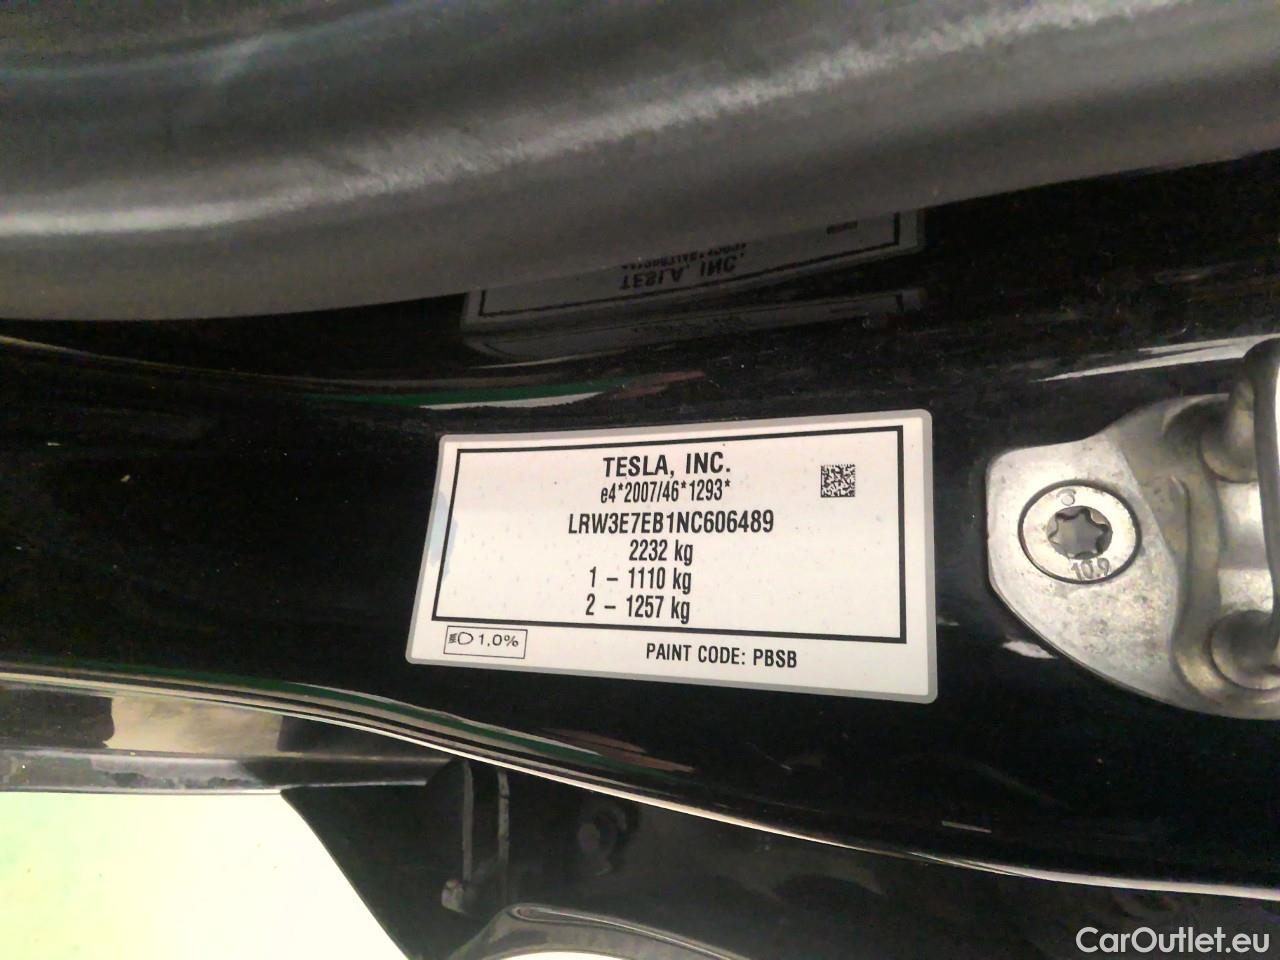 TESLA, INC.
e4*2007/46*1293*
LRW3E7EB1NC606489
2232 kg
1 – 1110 kg
2 – 1257 kg
1,0%
PAINT CODE: PBSB
10.9
TESLA, INC.
CarOutlet.eu